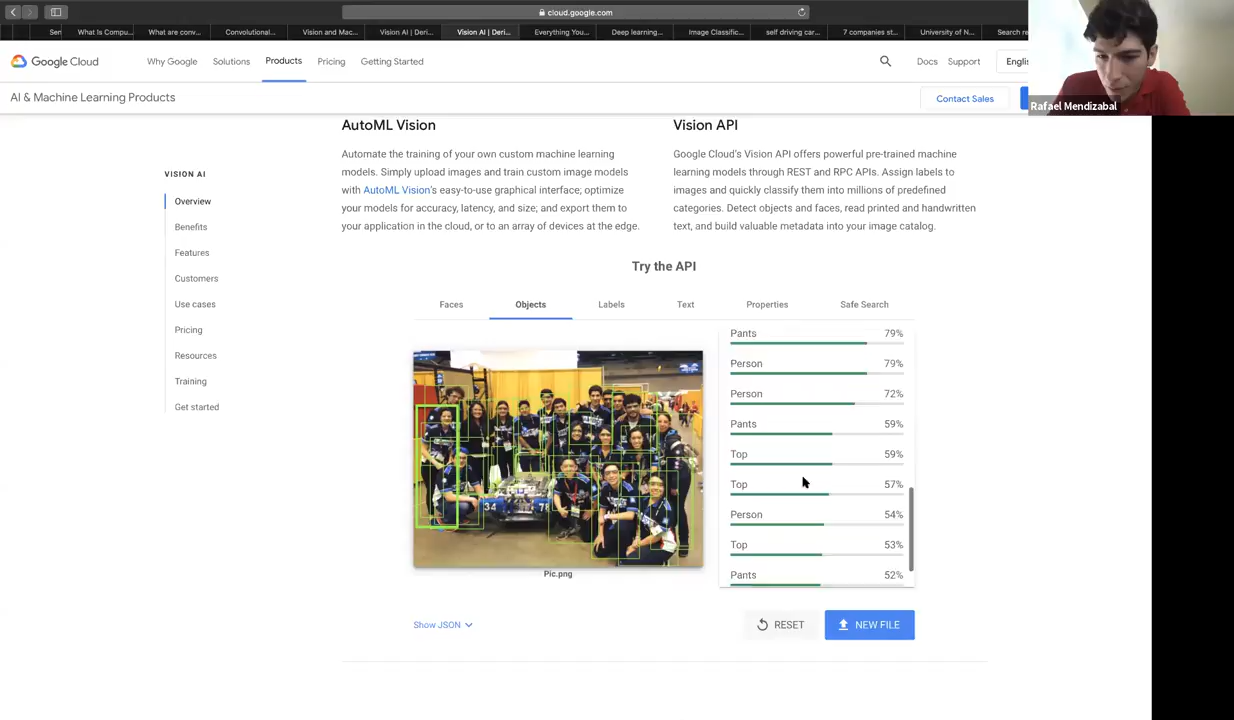 cloud.google.com
Sen
What Is Compu...
What are conv...
Convolutional...
Vision and Mac...
Vision AI | Deri...
Vision AI | Deri...
Everything You...
Deep learning...
Image Classific...
self driving car...
7 companies st...
University of N...
Search re
Google Cloud
Why Google
Solutions
Products
Pricing
Getting Started
Docs
Support
Englis
AI & Machine Learning Products
Contact Sales
Rafael Mendizabal
VISION AI
Overview
Benefits
Features
Customers
Use cases
Pricing
Resources
Training
Get started
AutoML Vision
Automate the training of your own custom machine learning
models. Simply upload images and train custom image models
with AutoML Vision's easy-to-use graphical interface; optimize
your models for accuracy, latency, and size; and export them to
your application in the cloud, or to an array of devices at the edge.
Vision API
Google Cloud's Vision API offers powerful pre-trained machine
learning models through REST and RPC APIs. Assign labels to
images and quickly classify them into millions of predefined
categories. Detect objects and faces, read printed and handwritten
text, and build valuable metadata into your image catalog.
Try the API
Faces
Objects
Labels
Text
Properties
Safe Search
34
Pic.png
Pants 79%
Person 79%
Person 72%
Pants 59%
Top 59%
Top 57%
Person 54%
Top 53%
Pants 52%
Show JSON
RESET
NEW FILE